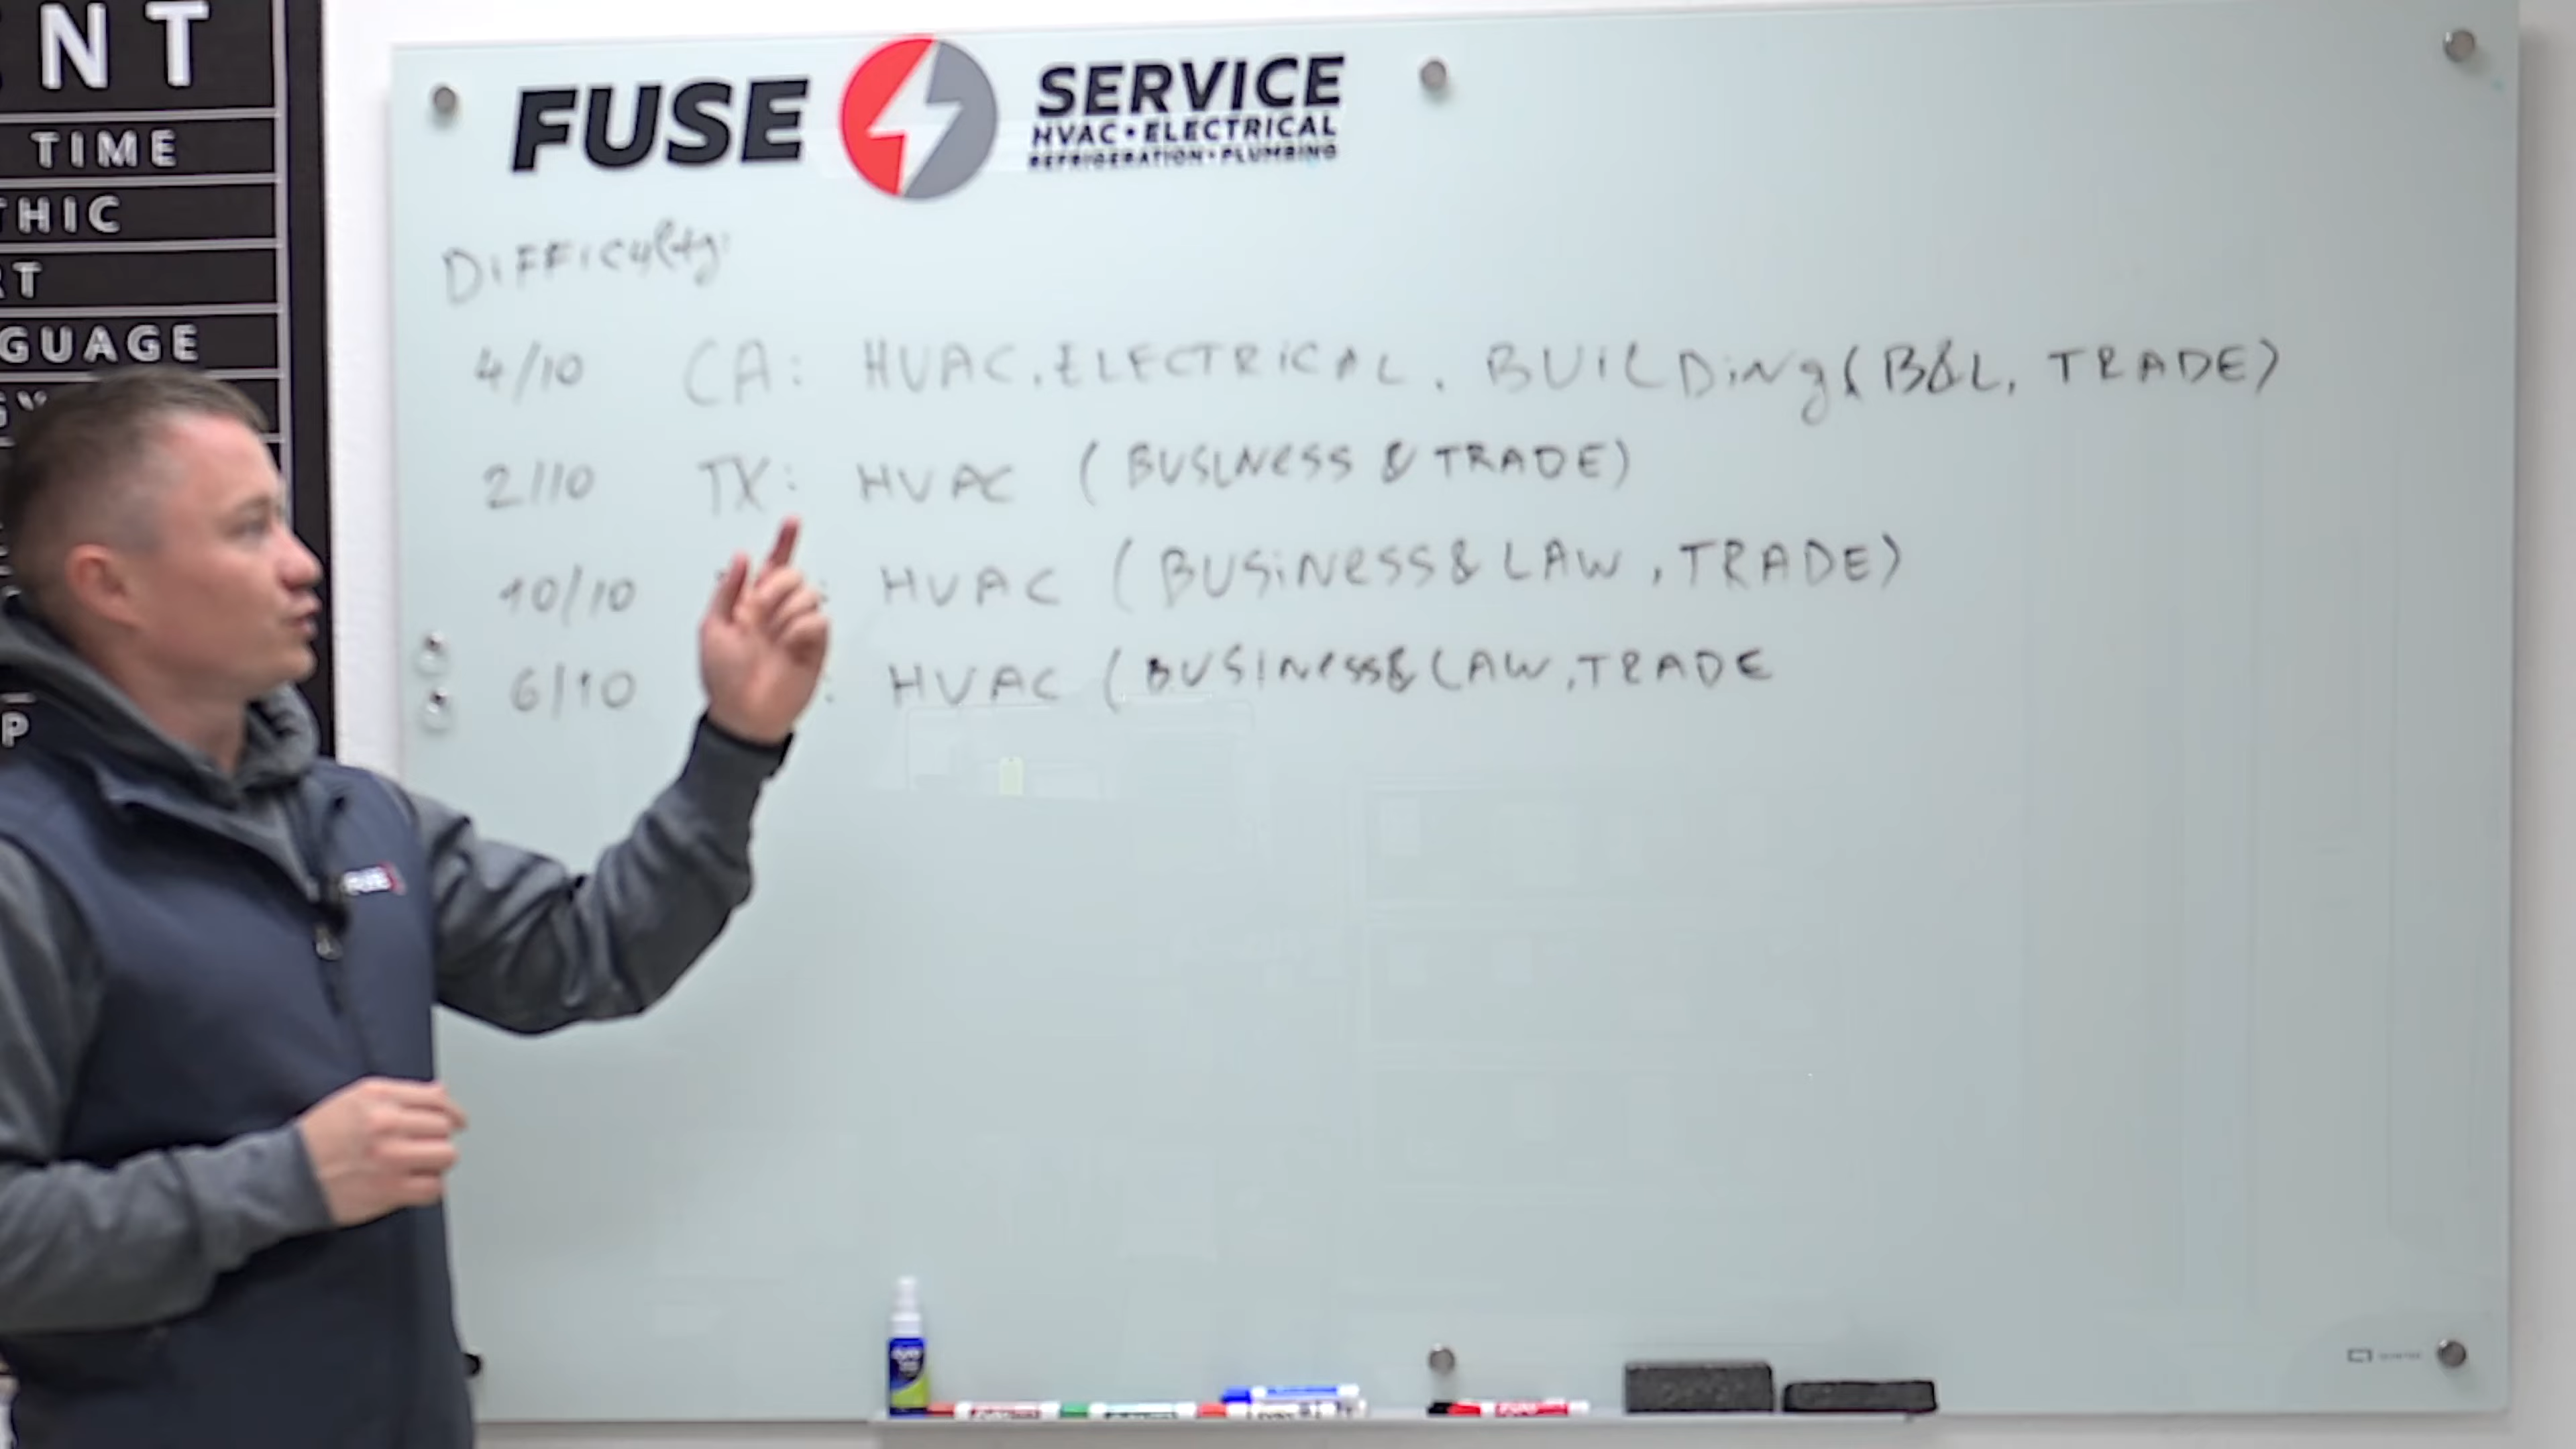 NT
TIME
THIC
RT
GUAGE
P
FUSE SERVICE
HVAC • ELECTRICAL
REFRIGERATION • PLUMBING
DIFFICulty:
4/10 CA: HVAC, ELECTRICAL, BUILDing (B&L, TRADE)
2/10 TX: HVAC (BUSINESS & TRADE)
10/10 : HVAC (BUSINESS & LAW, TRADE)
6/10 : HVAC (BUSINESS & LAW, TRADE
FUSE